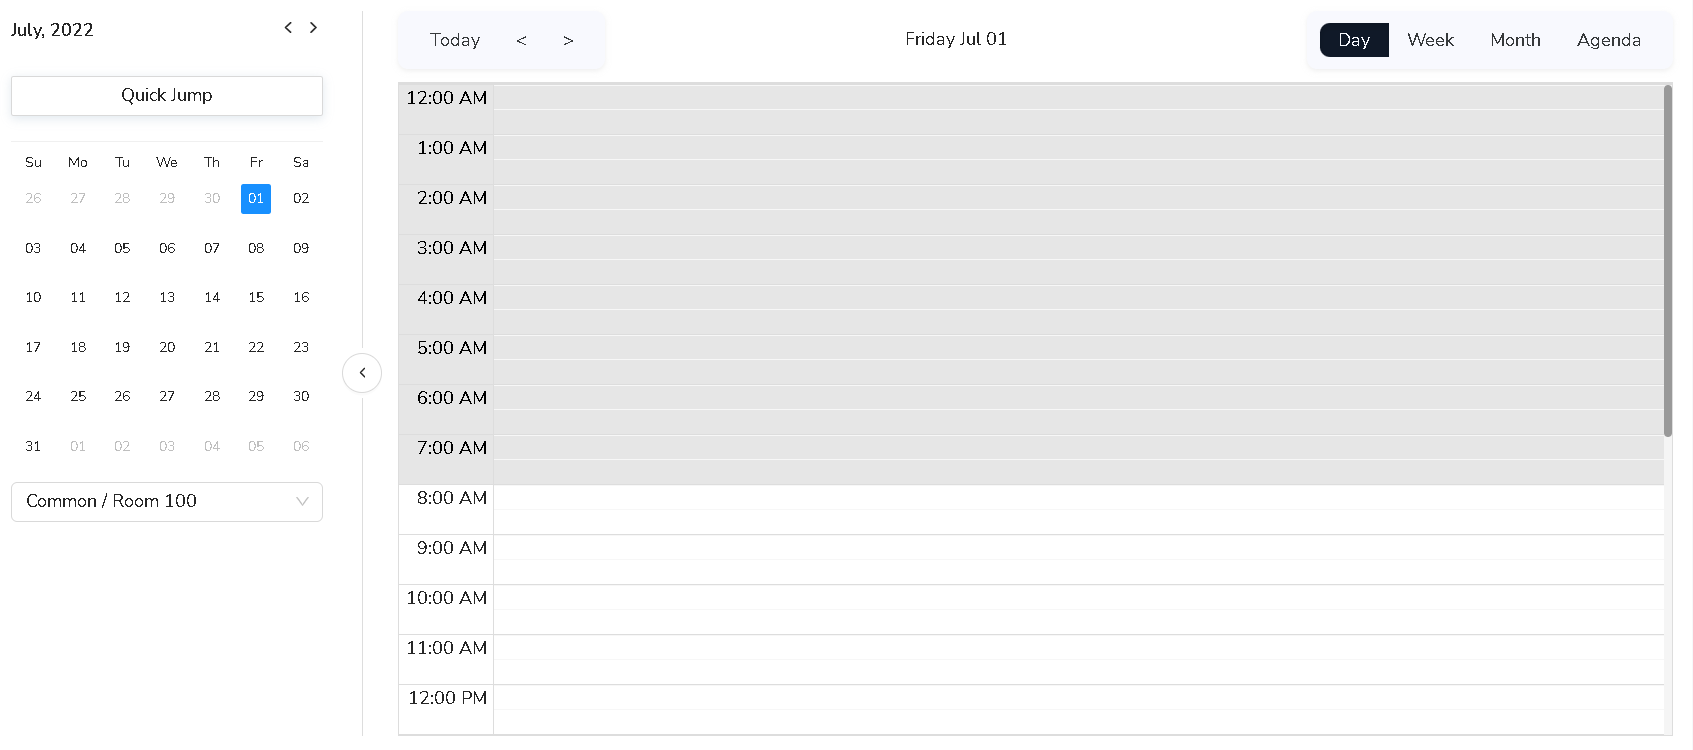 July, 2022 < >
Quick Jump
Su Mo Tu We Th Fr Sa
26 27 28 29 30 01 02
03 04 05 06 07 08 09
10 11 12 13 14 15 16
17 18 19 20 21 22 23
24 25 26 27 28 29 30
31 01 02 03 04 05 06
Common / Room 100
<
Today < >
Friday Jul 01
Day Week Month Agenda
12:00 AM
1:00 AM
2:00 AM
3:00 AM
4:00 AM
5:00 AM
6:00 AM
7:00 AM
8:00 AM
9:00 AM
10:00 AM
11:00 AM
12:00 PM